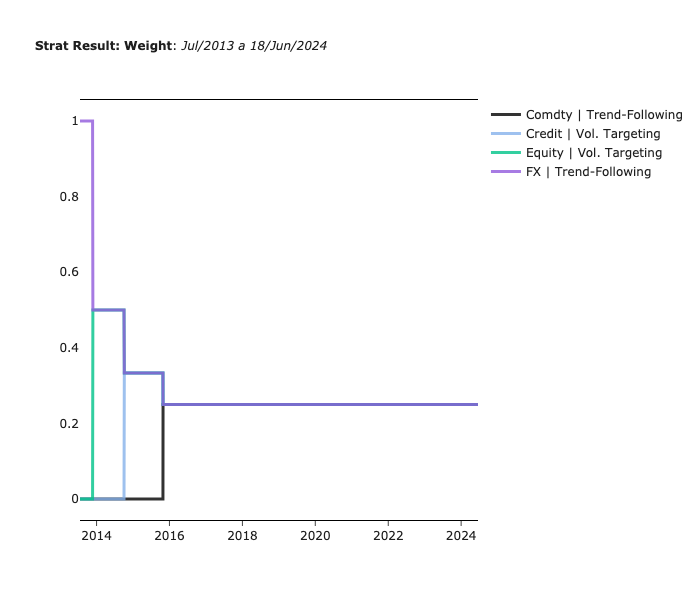 Strat Result: Weight: Jul/2013 a 18/Jun/2024
Comdty | Trend-Following
Credit | Vol. Targeting
Equity | Vol. Targeting
FX | Trend-Following
1
0.8
0.6
0.4
0.2
0
2014 2016 2018 2020 2022 2024